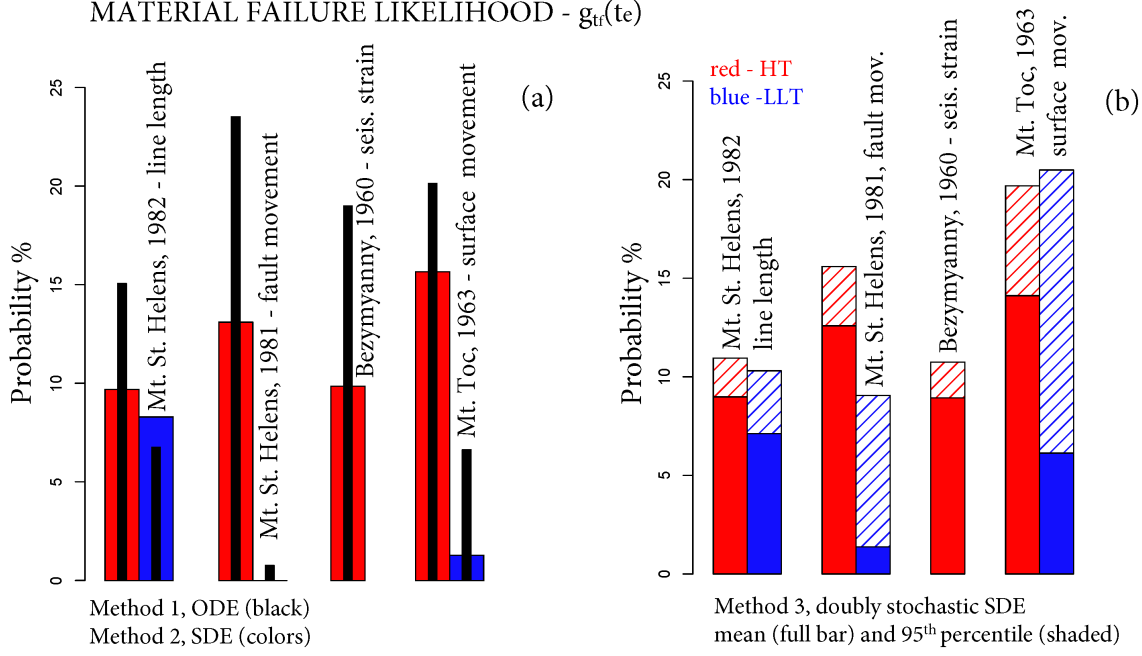 MATERIAL FAILURE LIKELIHOOD - gtf(te)
(a)
Probability %
25
20
15
10
5
0
Mt. St. Helens, 1982 - line length
Mt. St. Helens, 1981 - fault movement
Bezymyanny, 1960 - seis. strain
Mt. Toc, 1963 - surface movement
Method 1, ODE (black)
Method 2, SDE (colors)
(b)
red - HT
blue -LLT
Probability %
25
20
15
10
5
0
Mt. St. Helens, 1982
line length
Mt. St. Helens, 1981, fault mov.
Bezymyanny, 1960 - seis. strain
Mt. Toc, 1963
surface mov.
Method 3, doubly stochastic SDE
mean (full bar) and 95th percentile (shaded)